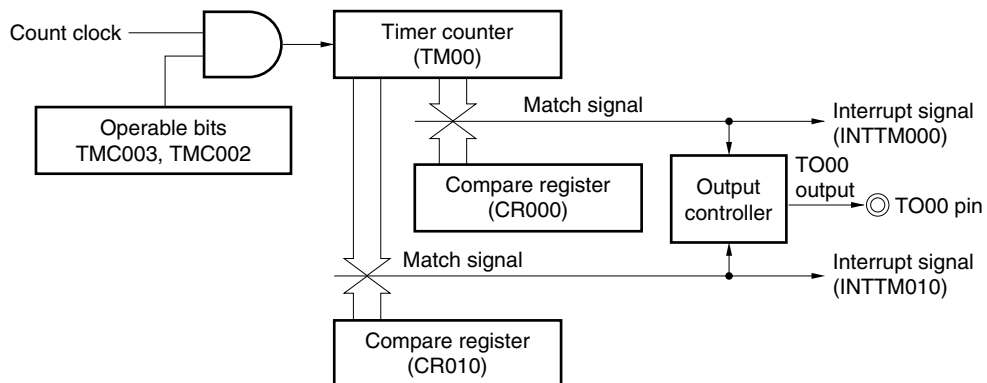 Count clock
Timer counter
(TM00)
Operable bits
TMC003, TMC002
Match signal
Interrupt signal
(INTTM000)
Compare register
(CR000)
Output
controller
TO00
output
TO00 pin
Match signal
Interrupt signal
(INTTM010)
Compare register
(CR010)